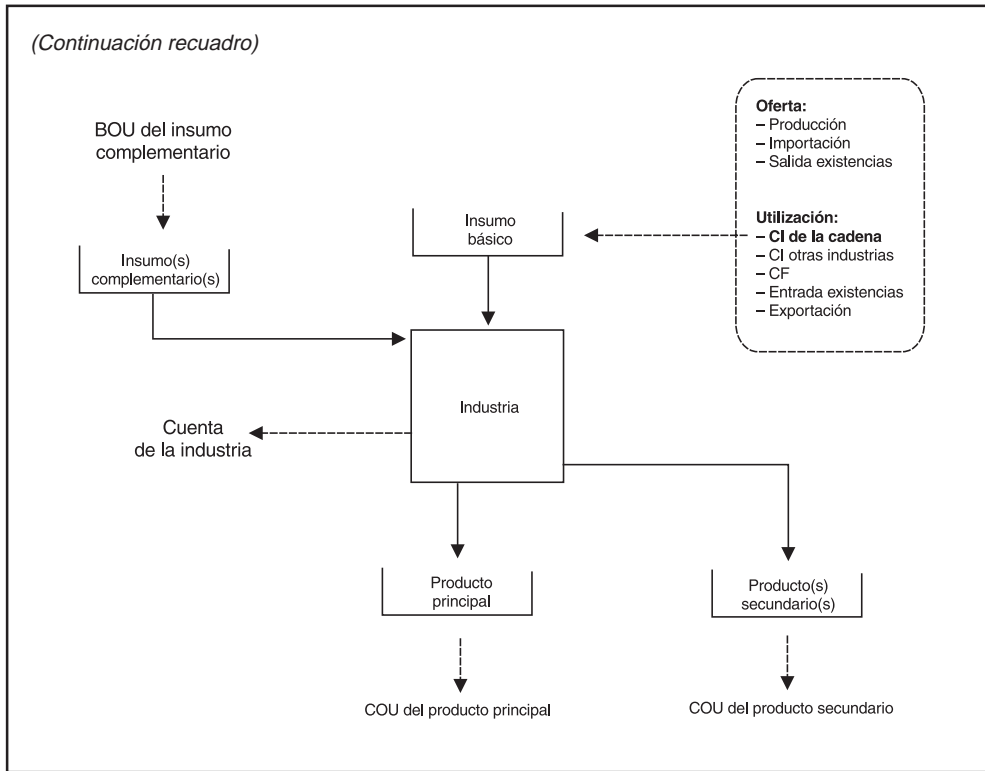 (Continuación recuadro)
BOU del insumo
complementario
Oferta:
– Producción
– Importación
– Salida existencias
Utilización:
– CI de la cadena
– CI otras industrias
– CF
– Entrada existencias
– Exportación
Insumo
básico
Insumo(s)
complementario(s)
Industria
Cuenta
de la industria
Producto
principal
Producto(s)
secundario(s)
COU del producto principal
COU del producto secundario